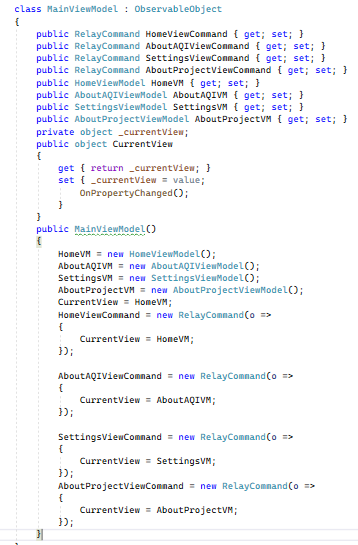 class MainViewModel : ObservableObject
{
public RelayCommand HomeViewCommand { get; set; }
public RelayCommand AboutAQIViewCommand { get; set; }
public RelayCommand SettingsViewCommand { get; set; }
public RelayCommand AboutProjectViewCommand { get; set; }
public HomeViewModel HomeVM { get; set; }
public AboutAQIViewModel AboutAQIVM { get; set; }
public SettingsViewModel SettingsVM { get; set; }
public AboutProjectViewModel AboutProjectVM { get; set; }
private object _currentView;
public object CurrentView
{
get { return _currentView; }
set { _currentView = value;
OnPropertyChanged();
}
}
public MainViewModel()
{
HomeVM = new HomeViewModel();
AboutAQIVM = new AboutAQIViewModel();
SettingsVM = new SettingsViewModel();
AboutProjectVM = new AboutProjectViewModel();
CurrentView = HomeVM;
HomeViewCommand = new RelayCommand(o =>
{
CurrentView = HomeVM;
});
AboutAQIViewCommand = new RelayCommand(o =>
{
CurrentView = AboutAQIVM;
});
SettingsViewCommand = new RelayCommand(o =>
{
CurrentView = SettingsVM;
});
AboutProjectViewCommand = new RelayCommand(o =>
{
CurrentView = AboutProjectVM;
});
}